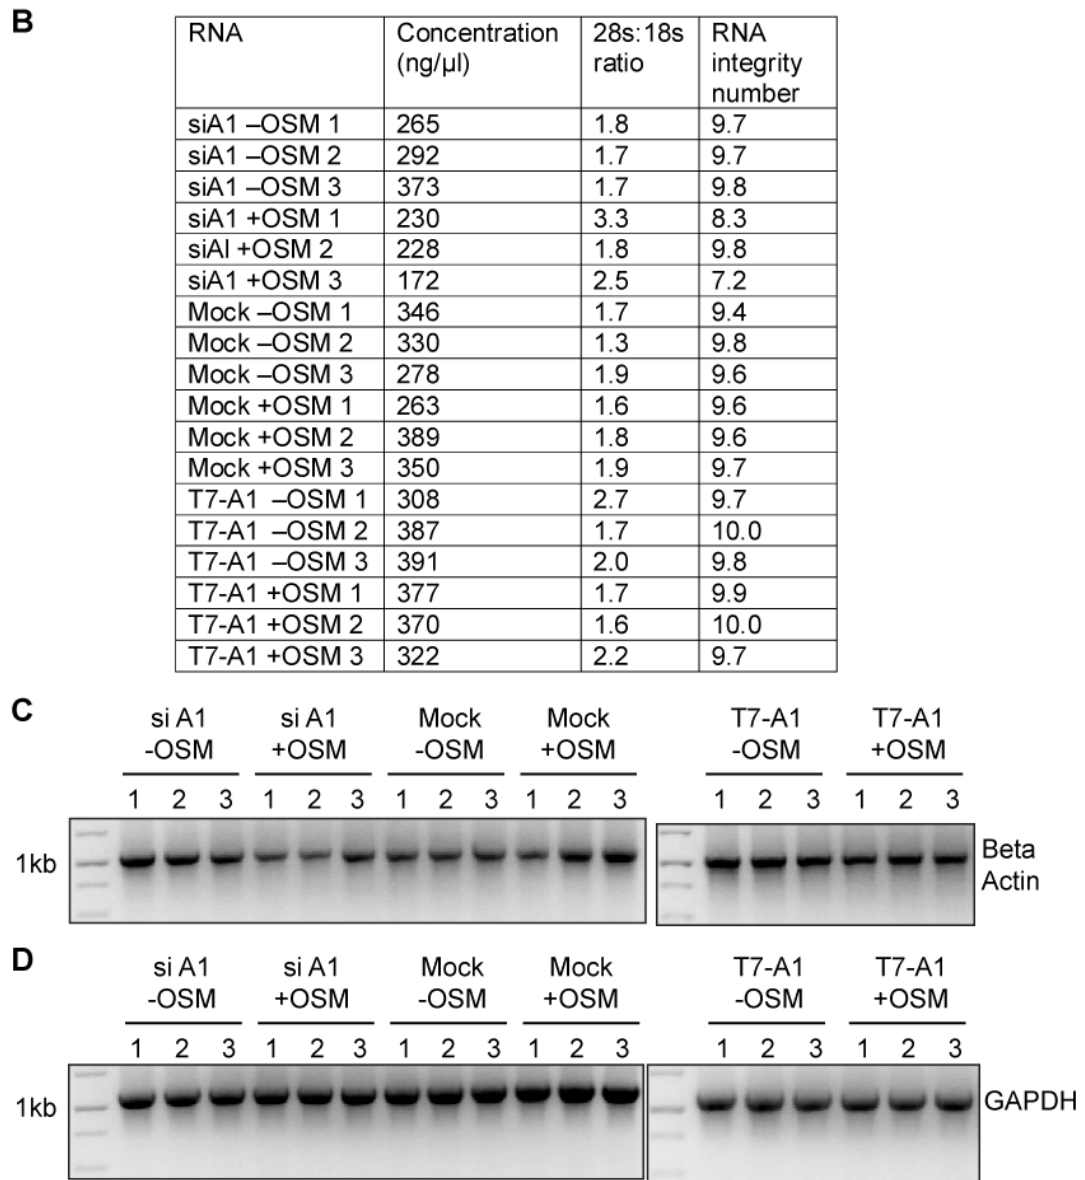 B
RNA Concentration (ng/µl) 28s:18s ratio RNA integrity number
siA1 –OSM 1 265 1.8 9.7
siA1 –OSM 2 292 1.7 9.7
siA1 –OSM 3 373 1.7 9.8
siA1 +OSM 1 230 3.3 8.3
siAl +OSM 2 228 1.8 9.8
siA1 +OSM 3 172 2.5 7.2
Mock –OSM 1 346 1.7 9.4
Mock –OSM 2 330 1.3 9.8
Mock –OSM 3 278 1.9 9.6
Mock +OSM 1 263 1.6 9.6
Mock +OSM 2 389 1.8 9.6
Mock +OSM 3 350 1.9 9.7
T7-A1 –OSM 1 308 2.7 9.7
T7-A1 –OSM 2 387 1.7 10.0
T7-A1 –OSM 3 391 2.0 9.8
T7-A1 +OSM 1 377 1.7 9.9
T7-A1 +OSM 2 370 1.6 10.0
T7-A1 +OSM 3 322 2.2 9.7
C
si A1 si A1 Mock Mock T7-A1 T7-A1
-OSM +OSM -OSM +OSM -OSM +OSM
1 2 3 1 2 3 1 2 3 1 2 3 1 2 3 1 2 3
1kb
Beta
Actin
D
si A1 si A1 Mock Mock T7-A1 T7-A1
-OSM +OSM -OSM +OSM -OSM +OSM
1 2 3 1 2 3 1 2 3 1 2 3 1 2 3 1 2 3
1kb
GAPDH